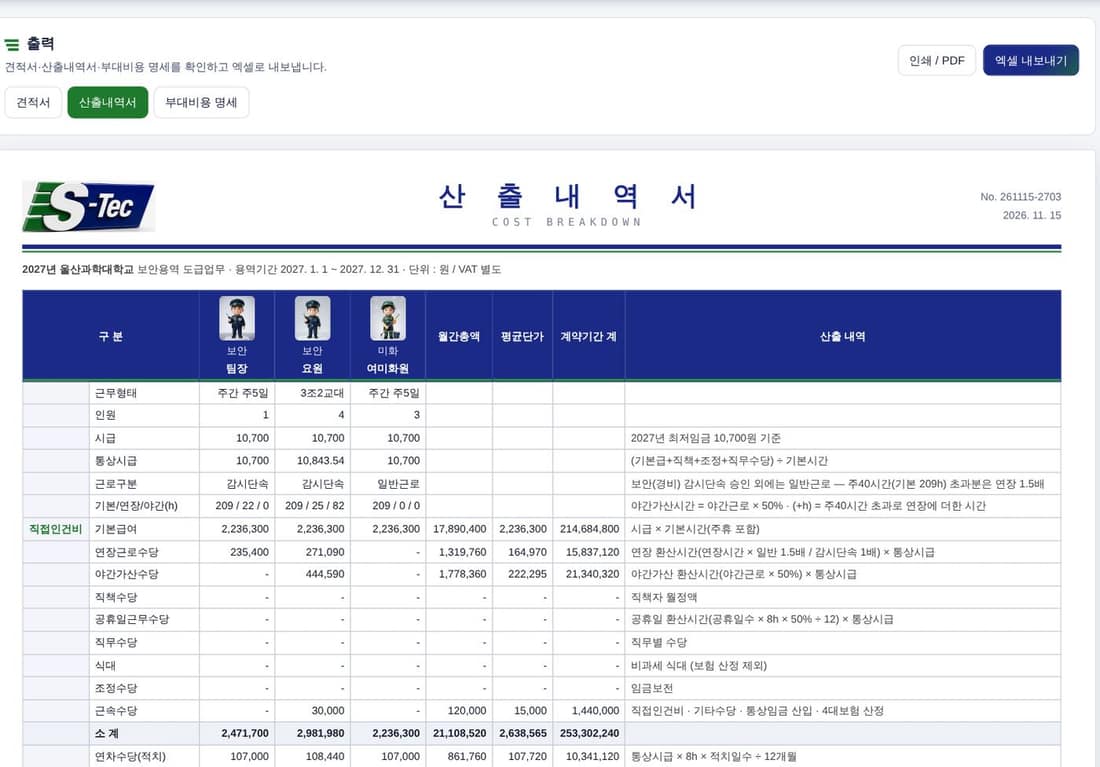 출력
견적서·산출내역서·부대비용 명세를 확인하고 엑셀로 내보냅니다.
인쇄 / PDF
엑셀 내보내기
견적서
산출내역서
부대비용 명세
S-Tec
산 출 내 역 서
COST BREAKDOWN
No. 261115-2703
2026. 11. 15
2027년 울산과학대학교 보안용역 도급업무 · 용역기간 2027. 1. 1 ~ 2027. 12. 31 · 단위 : 원 / VAT 별도
구 분 보안 팀장 보안 요원 미화 여미화원 월간총액 평균단가 계약기간 계 산출 내역
근무형태 주간 주5일 3조2교대 주간 주5일
인원 1 4 3
시급 10,700 10,700 10,700 2027년 최저임금 10,700원 기준
통상시급 10,700 10,843.54 10,700 (기본급+직책+조정+직무수당) ÷ 기본시간
근로구분 감시단속 감시단속 일반근로 보안(경비) 감시단속 승인 외에는 일반근로 — 주40시간(기본 209h) 초과분은 연장 1.5배
기본/연장/야간(h) 209 / 22 / 0 209 / 25 / 82 209 / 0 / 0 야간가산시간 = 야간근로 × 50% · (+h) = 주40시간 초과로 연장에 더한 시간
직접인건비 기본급여 2,236,300 2,236,300 2,236,300 17,890,400 2,236,300 214,684,800 시급 × 기본시간(주휴 포함)
연장근로수당 235,400 271,090 - 1,319,760 164,970 15,837,120 연장 환산시간(연장시간 × 일반 1.5배 / 감시단속 1배) × 통상시급
야간가산수당 - 444,590 - 1,778,360 222,295 21,340,320 야간가산 환산시간(야간근로 × 50%) × 통상시급
직책수당 - - - - - - 직책자 월정액
공휴일근무수당 - - - - - - 공휴일 환산시간(공휴일수 × 8h × 50% ÷ 12) × 통상시급
직무수당 - - - - - - 직무별 수당
식대 - - - - - - 비과세 식대 (보험 산정 제외)
조정수당 - - - - - - 임금보전
근속수당 - 30,000 - 120,000 15,000 1,440,000 직접인건비 · 기타수당 · 통상임금 산입 · 4대보험 산정
소 계 2,471,700 2,981,980 2,236,300 21,108,520 2,638,565 253,302,240
연차수당(적치) 107,000 108,440 107,000 861,760 107,720 10,341,120 통상시급 × 8h × 적치일수 ÷ 12개월